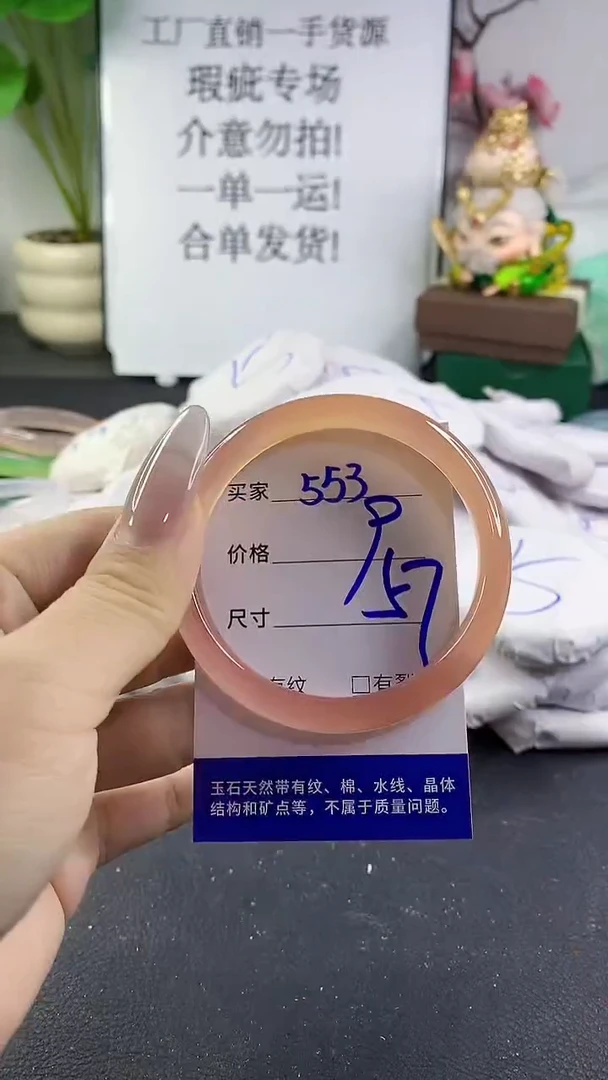 工厂直销一手货源
瑕疵专场
介意勿拍!
一单一运!
合单发货!
买家 553
价格
尺寸 57
有纹 □有裂
玉石天然带有纹、棉、水线、晶体
结构和矿点等，不属于质量问题。